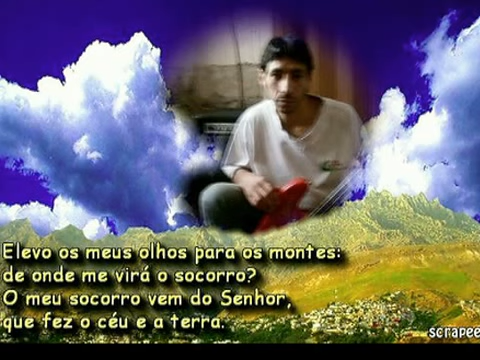 Elevo os meus olhos para os montes:
de onde me virá o socorro?
O meu socorro vem do Senhor,
que fez o céu e a terra.
scrapee